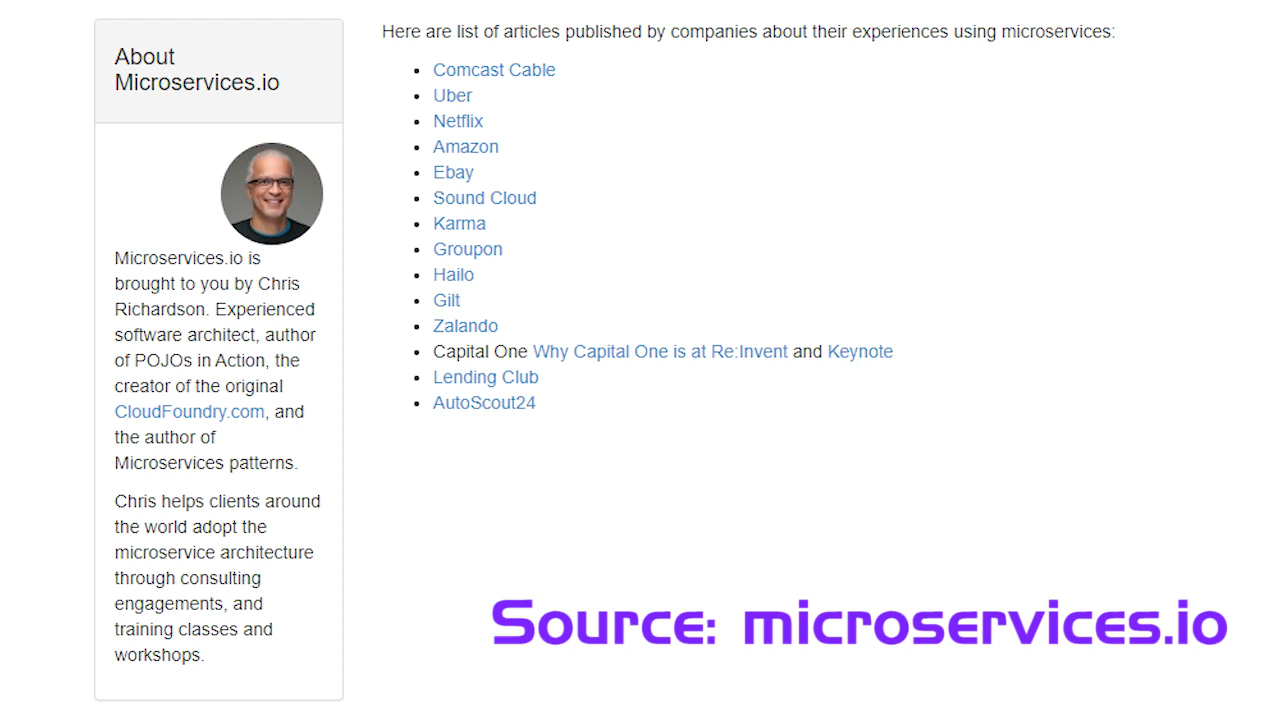 About
Microservices.io
Microservices.io is
brought to you by Chris
Richardson. Experienced
software architect, author
of POJOs in Action, the
creator of the original
CloudFoundry.com, and
the author of
Microservices patterns.
Chris helps clients around
the world adopt the
microservice architecture
through consulting
engagements, and
training classes and
workshops.
Here are list of articles published by companies about their experiences using microservices:
Comcast Cable
Uber
Netflix
Amazon
Ebay
Sound Cloud
Karma
Groupon
Hailo
Gilt
Zalando
Capital One Why Capital One is at Re:Invent and Keynote
Lending Club
AutoScout24
Source: microservices.io